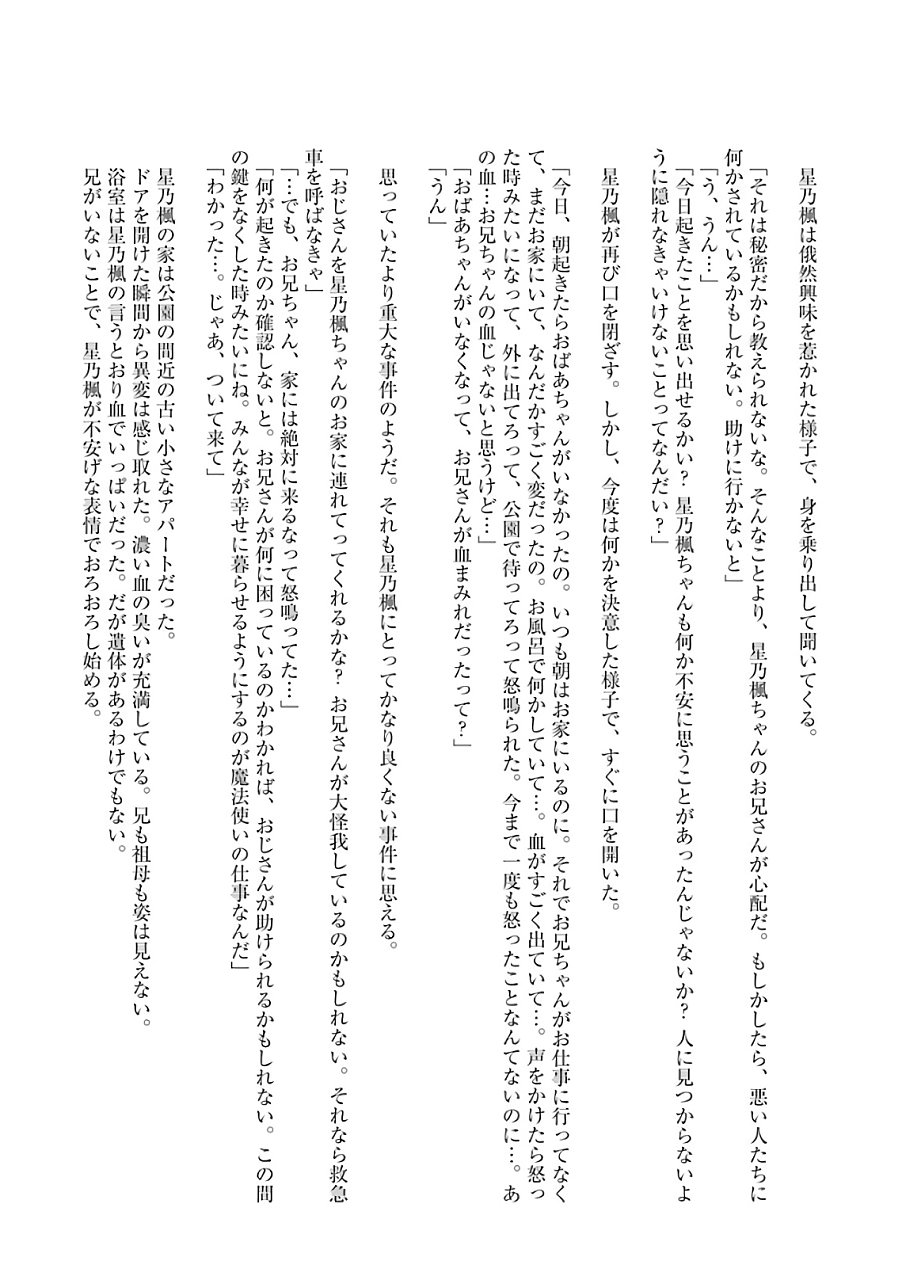 星乃楓は俄然興味を惹かれた様子で、身を乗り出して聞いてくる。
「それは秘密だから教えられないな。そんなことより、星乃楓ちゃんのお兄さんが心配だ。もしかしたら、悪い人たちに
何かされているかもしれない。助けに行かないと」
「う、うん…」
「今日起きたことを思い出せるかい？ 星乃楓ちゃんも何か不安に思うことがあったんじゃないか？ 人に見つからないよ
うに隠れなきゃいけないことってなんだい？」
星乃楓が再び口を閉ざす。しかし、今度は何かを決意した様子で、すぐに口を開いた。
「今日、朝起きたらおばあちゃんがいなかったの。いつも朝はお家にいるのに。それでお兄ちゃんがお仕事に行ってなく
て、まだお家にいて、なんだかすごく変だったの。お風呂で何かしていて…。血がすごく出ていて…。声をかけたら怒っ
た時みたいになって、外に出てろって、公園で待ってろって怒鳴られた。今まで一度も怒ったことなんてないのに…。あ
の血…お兄ちゃんの血じゃないと思うけど…」
「おばあちゃんがいなくなって、お兄さんが血まみれだったって？」
「うん」
思っていたより重大な事件のようだ。それも星乃楓にとってかなり良くない事件に思える。
「おじさんを星乃楓ちゃんのお家に連れてってくれるかな？ お兄さんが大怪我しているのかもしれない。それなら救急
車を呼ばなきゃ」
「…でも、お兄ちゃん、家には絶対に来るなって怒鳴ってた…」
「何が起きたのか確認しないと。お兄さんが何に困っているのかわかれば、おじさんが助けられるかもしれない。この間
の鍵をなくした時みたいにね。みんなが幸せに暮らせるようにするのが魔法使いの仕事なんだ」
「わかった…。じゃあ、ついて来て」
星乃楓の家は公園の間近の古い小さなアパートだった。
ドアを開けた瞬間から異変は感じ取れた。濃い血の臭いが充満している。兄も祖母も姿は見えない。
浴室は星乃楓の言うとおり血でいっぱいだった。だが遺体があるわけでもない。
兄がいないことで、星乃楓が不安げな表情でおろおろし始める。